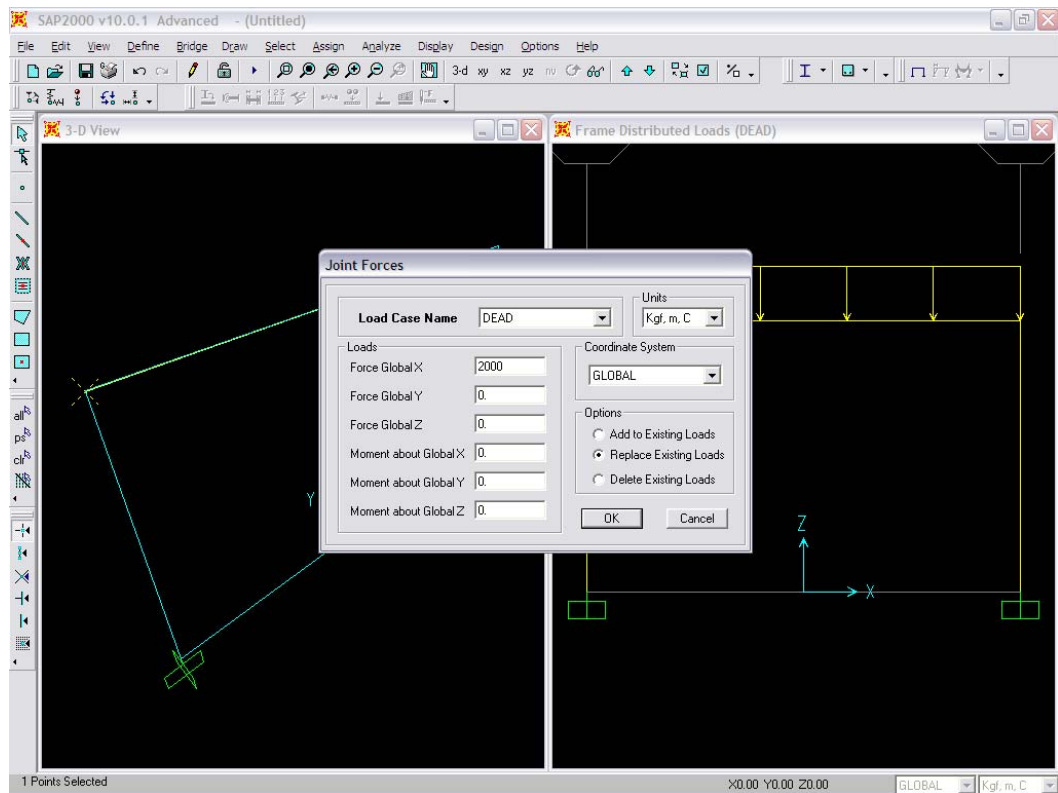 SAP2000 v10.0.1 Advanced - (Untitled)
File Edit View Define Bridge Draw Select Assign Analyze Display Design Options Help
3-d xy xz yz nv
3-D View
Frame Distributed Loads (DEAD)
all
ps
clr
Joint Forces
Load Case Name DEAD
Units
Kgf, m, C
Loads
Force Global X 2000
Force Global Y 0.
Force Global Z 0.
Moment about Global X 0.
Moment about Global Y 0.
Moment about Global Z 0.
Coordinate System
GLOBAL
Options
Add to Existing Loads
Replace Existing Loads
Delete Existing Loads
OK Cancel
Y
Z
X
1 Points Selected
X0.00 Y0.00 Z0.00
GLOBAL
Kgf, m, C